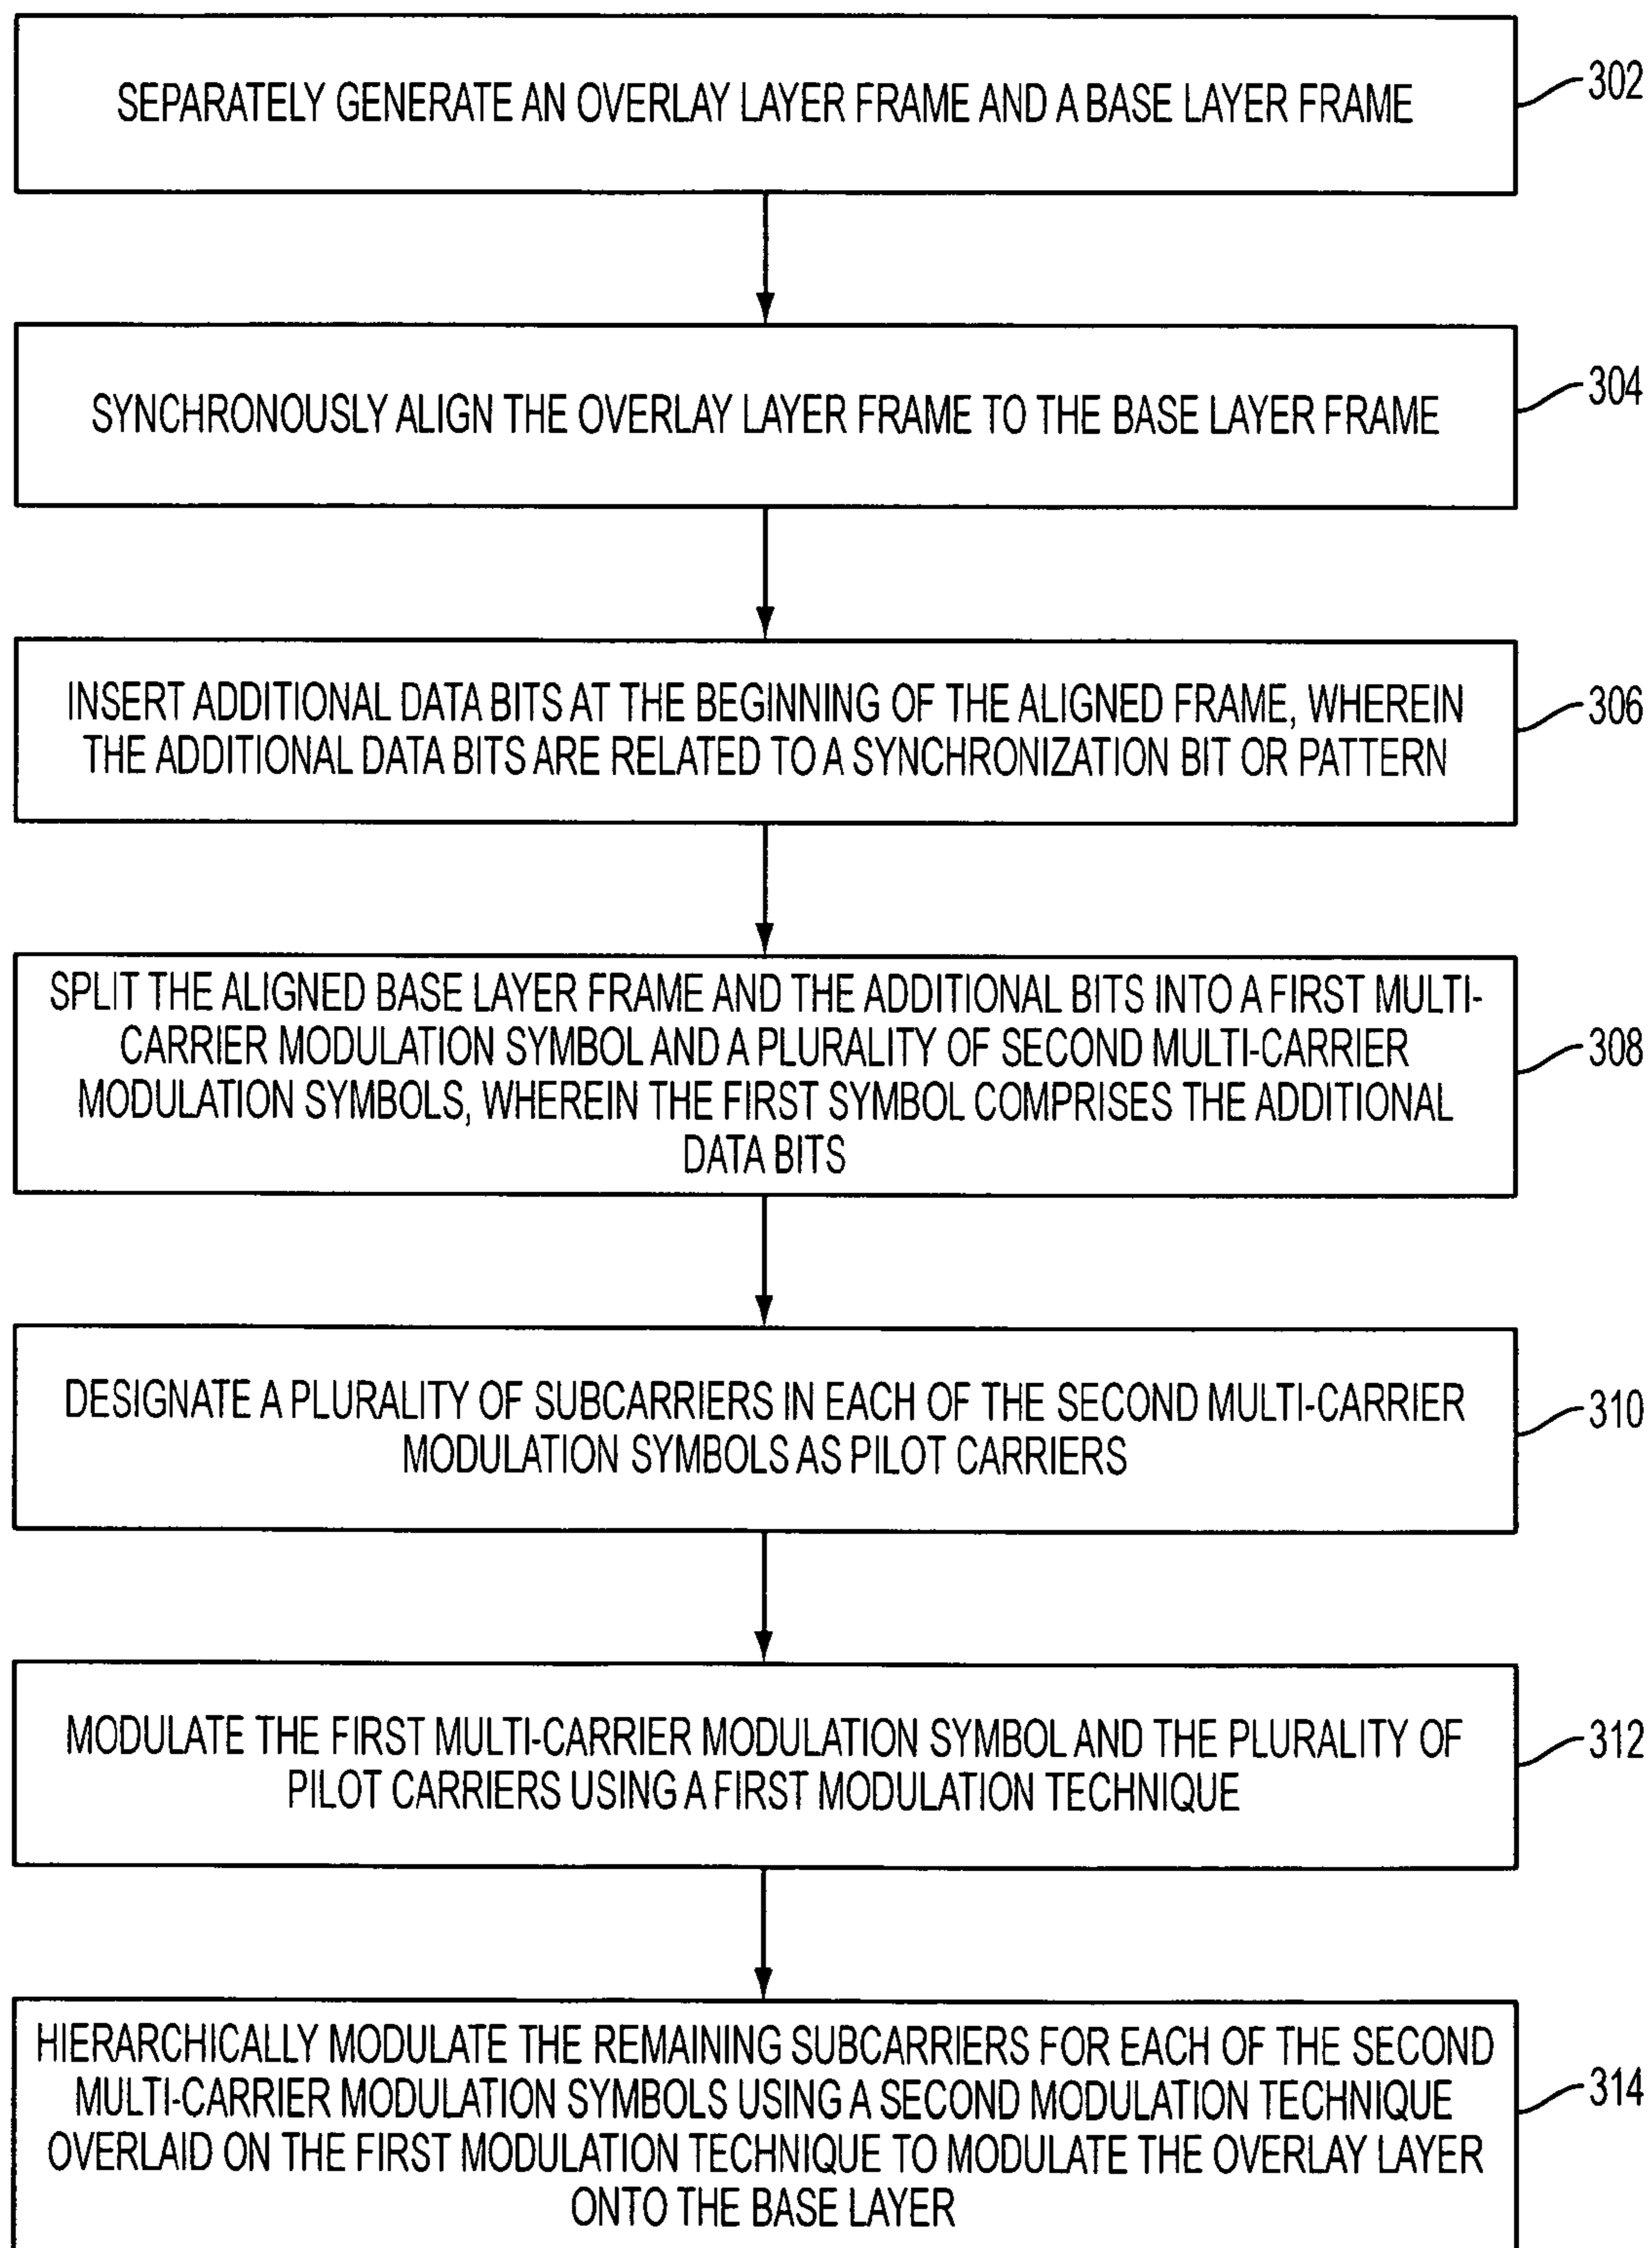 SEPARATELY GENERATE AN OVERLAY LAYER FRAME AND A BASE LAYER FRAME
302
SYNCHRONOUSLY ALIGN THE OVERLAY LAYER FRAME TO THE BASE LAYER FRAME
304
INSERT ADDITIONAL DATA BITS AT THE BEGINNING OF THE ALIGNED FRAME, WHEREIN
THE ADDITIONAL DATA BITS ARE RELATED TO A SYNCHRONIZATION BIT OR PATTERN
306
SPLIT THE ALIGNED BASE LAYER FRAME AND THE ADDITIONAL BITS INTO A FIRST MULTI-
CARRIER MODULATION SYMBOL AND A PLURALITY OF SECOND MULTI-CARRIER
MODULATION SYMBOLS, WHEREIN THE FIRST SYMBOL COMPRISES THE ADDITIONAL
DATA BITS
308
DESIGNATE A PLURALITY OF SUBCARRIERS IN EACH OF THE SECOND MULTI-CARRIER
MODULATION SYMBOLS AS PILOT CARRIERS
310
MODULATE THE FIRST MULTI-CARRIER MODULATION SYMBOL AND THE PLURALITY OF
PILOT CARRIERS USING A FIRST MODULATION TECHNIQUE
312
HIERARCHICALLY MODULATE THE REMAINING SUBCARRIERS FOR EACH OF THE SECOND
MULTI-CARRIER MODULATION SYMBOLS USING A SECOND MODULATION TECHNIQUE
OVERLAID ON THE FIRST MODULATION TECHNIQUE TO MODULATE THE OVERLAY LAYER
ONTO THE BASE LAYER
314